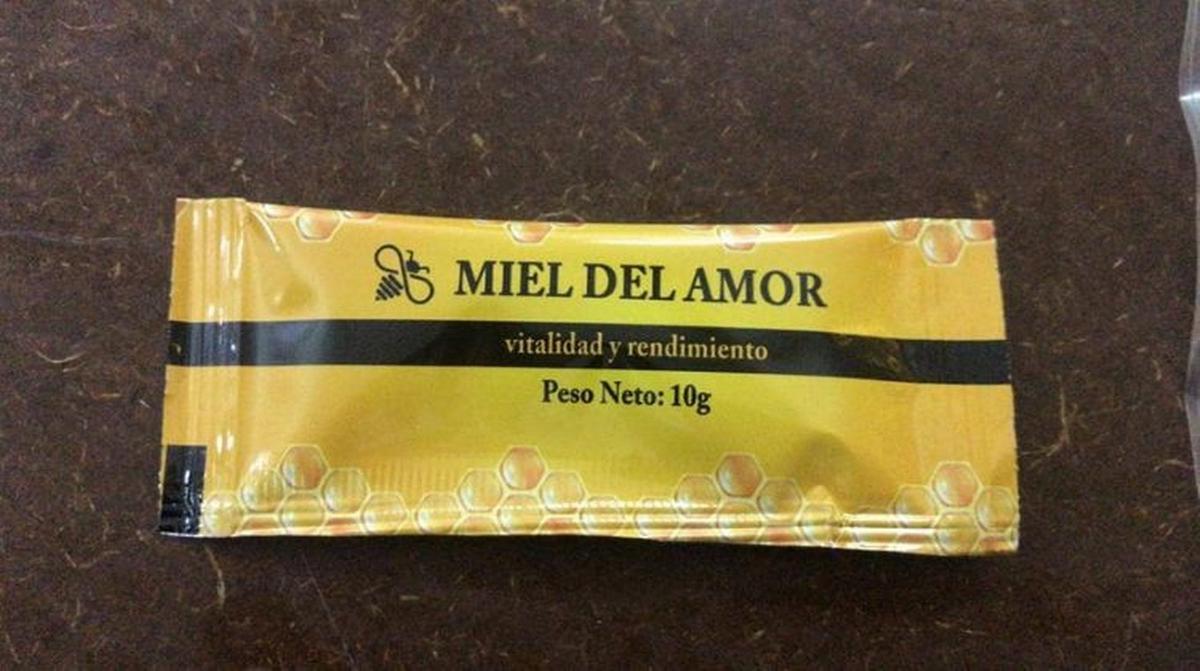 MIEL DEL AMOR
vitalidad y rendimiento
Peso Neto: 10g